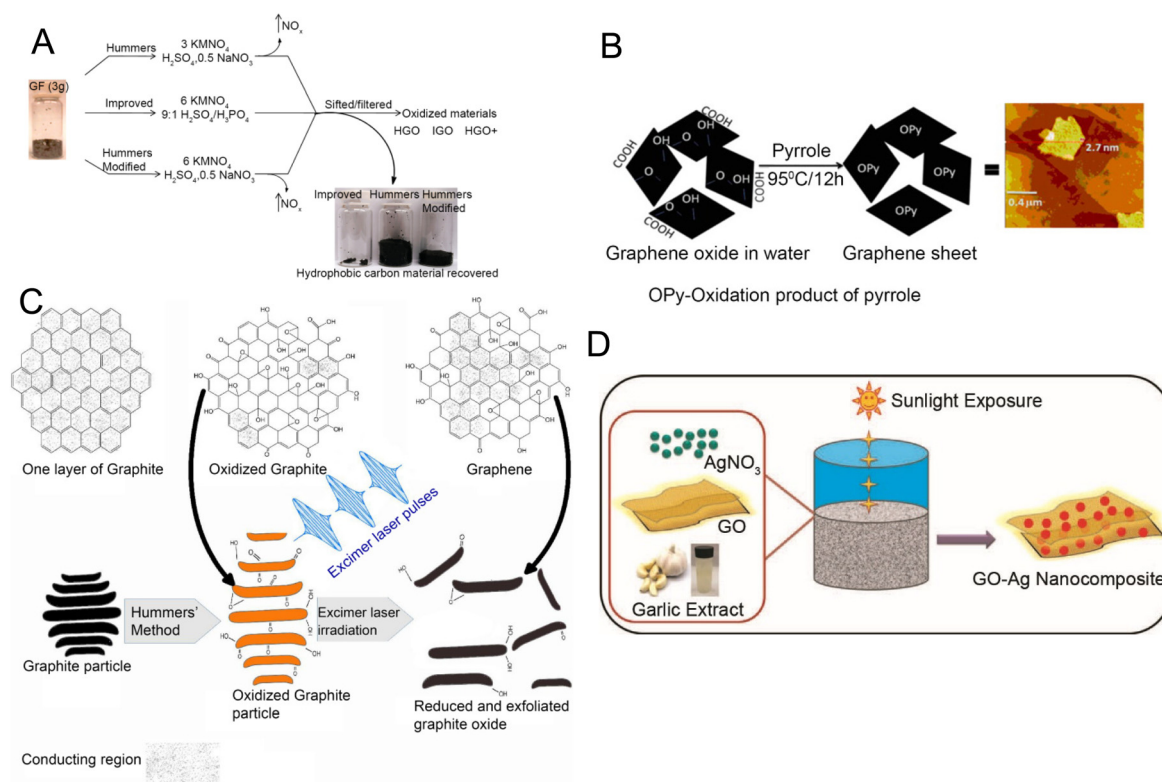 A
GF (3g)
Hummers
3 KMNO₄
H₂SO₄,0.5 NaNO₃
NOₓ
Improved
6 KMNO₄
9:1 H₂SO₄/H₃PO₄
Hummers
Modified
6 KMNO₄
H₂SO₄,0.5 NaNO₃
NOₓ
Sifted/filtered
Oxidized materials
HGO IGO HGO+
Improved Hummers Hummers
Modified
Hydrophobic carbon material recovered
B
COOH
COOH
COOH
COOH
O
OH
O
OH
O
OH
O
OH
Pyrrole
95⁰C/12h
OPy
OPy
OPy
OPy
=
2.7 nm
0.4 µm
Graphene oxide in water
Graphene sheet
OPy-Oxidation product of pyrrole
C
One layer of Graphite
Oxidized Graphite
Graphene
Excimer laser pulses
Graphite particle
Hummers'
Method
Oxidized Graphite
particle
Excimer laser
irradiation
Reduced and exfoliated
graphite oxide
Conducting region
D
Sunlight Exposure
AgNO₃
GO
Garlic Extract
GO-Ag Nanocomposite